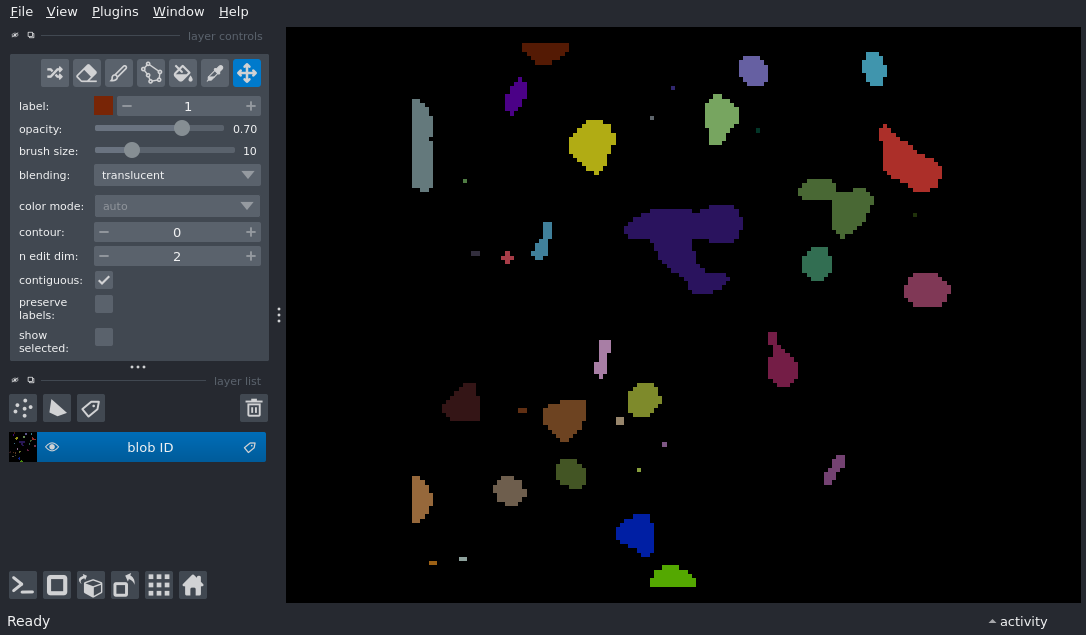 File View Plugins Window Help
layer controls
label: 1
opacity: 0.70
brush size: 10
blending: translucent
color mode: auto
contour: 0
n edit dim: 2
contiguous:
preserve
labels:
show
selected:
layer list
blob ID
Ready
activity